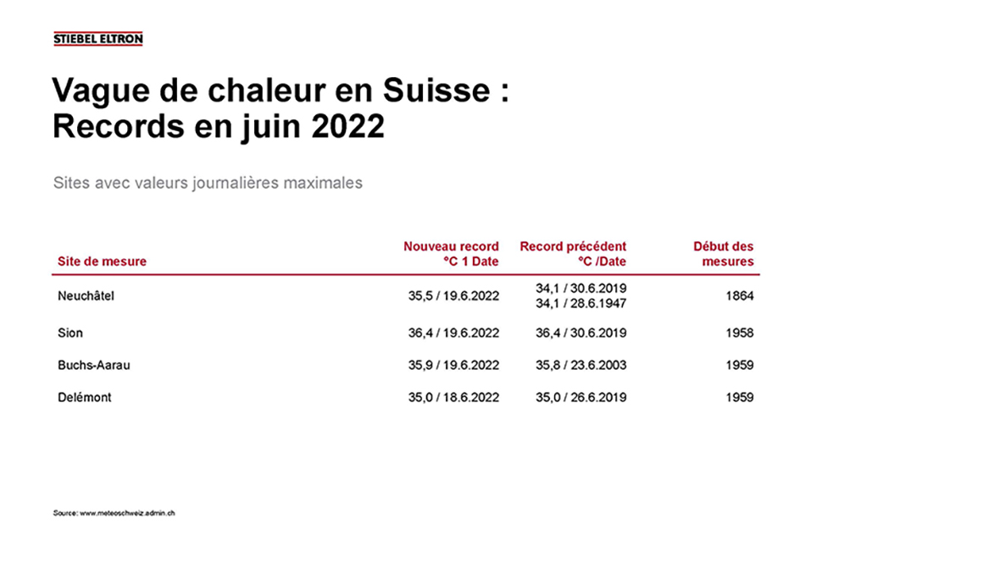 STIEBEL ELTRON
Vague de chaleur en Suisse :
Records en juin 2022
Sites avec valeurs journalières maximales
Site de mesure
Nouveau record
°C 1 Date
Record précédent
°C /Date
Début des
mesures
Neuchâtel
35,5 / 19.6.2022
34,1 / 30.6.2019
34,1 / 28.6.1947
1864
Sion
36,4 / 19.6.2022
36,4 / 30.6.2019
1958
Buchs-Aarau
35,9 / 19.6.2022
35,8 / 23.6.2003
1959
Delémont
35,0 / 18.6.2022
35,0 / 26.6.2019
1959
Source: www.meteoschweiz.admin.ch